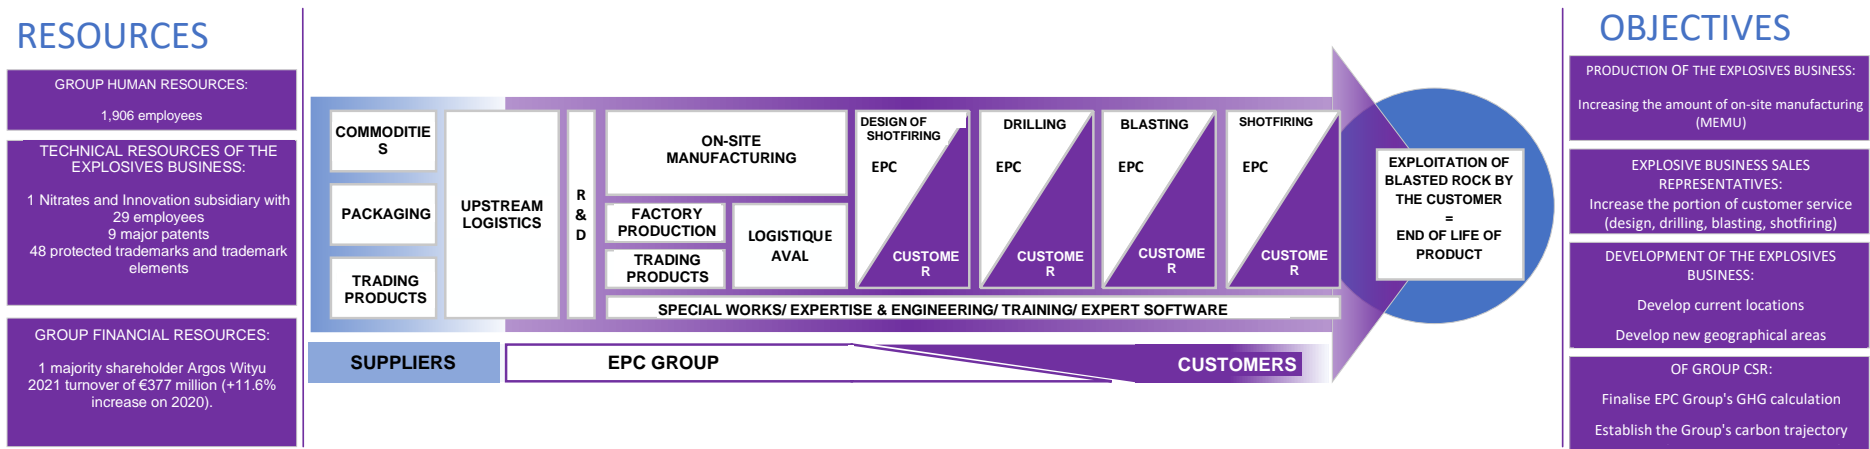 RESOURCES
GROUP HUMAN RESOURCES:
1,906 employees
TECHNICAL RESOURCES OF THE
EXPLOSIVES BUSINESS:
1 Nitrates and Innovation subsidiary with
29 employees
9 major patents
48 protected trademarks and trademark
elements
GROUP FINANCIAL RESOURCES:
1 majority shareholder Argos Wityu
2021 turnover of €377 million (+11.6%
increase on 2020).
COMMODITIE
S
PACKAGING
TRADING
PRODUCTS
UPSTREAM
LOGISTICS
R
&
D
ON-SITE
MANUFACTURING
FACTORY
PRODUCTION
TRADING
PRODUCTS
LOGISTIQUE
AVAL
DESIGN OF
SHOTFIRING
EPC
CUSTOME
R
DRILLING
EPC
CUSTOME
R
BLASTING
EPC
CUSTOME
R
SHOTFIRING
EPC
CUSTOME
R
SPECIAL WORKS/ EXPERTISE & ENGINEERING/ TRAINING/ EXPERT SOFTWARE
EXPLOITATION OF
BLASTED ROCK BY
THE CUSTOMER
=
END OF LIFE OF
PRODUCT
SUPPLIERS
EPC GROUP
CUSTOMERS
OBJECTIVES
PRODUCTION OF THE EXPLOSIVES BUSINESS:
Increasing the amount of on-site manufacturing
(MEMU)
EXPLOSIVE BUSINESS SALES
REPRESENTATIVES:
Increase the portion of customer service
(design, drilling, blasting, shotfiring)
DEVELOPMENT OF THE EXPLOSIVES
BUSINESS:
Develop current locations
Develop new geographical areas
OF GROUP CSR:
Finalise EPC Group's GHG calculation
Establish the Group's carbon trajectory